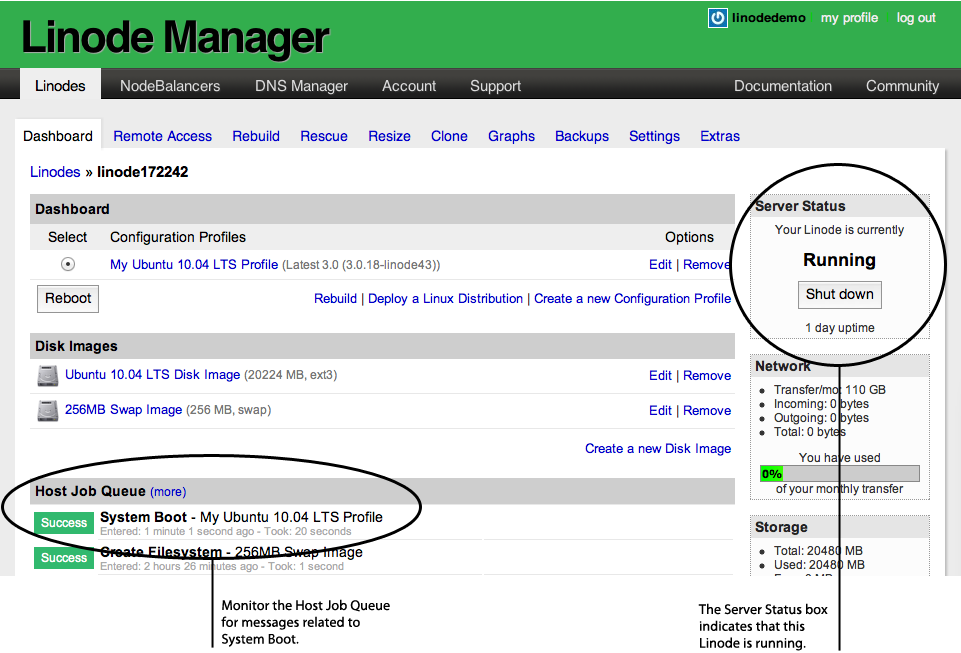 Linode Manager
linodedemo my profile log out
Linodes NodeBalancers DNS Manager Account Support Documentation Community
Dashboard Remote Access Rebuild Rescue Resize Clone Graphs Backups Settings Extras
Linodes » linode172242
Dashboard
Select Configuration Profiles Options
My Ubuntu 10.04 LTS Profile (Latest 3.0 (3.0.18-linode43)) Edit | Remove
Reboot Rebuild | Deploy a Linux Distribution | Create a new Configuration Profile
Disk Images
Ubuntu 10.04 LTS Disk Image (20224 MB, ext3) Edit | Remove
256MB Swap Image (256 MB, swap) Edit | Remove
Create a new Disk Image
Host Job Queue (more)
Success System Boot - My Ubuntu 10.04 LTS Profile
Entered: 1 minute 1 second ago - Took: 20 seconds
Success Create Filesystem - 256MB Swap Image
Entered: 2 hours 26 minutes ago - Took: 1 second
Server Status
Your Linode is currently
Running
Shut down
1 day uptime
Network
Transfer/mo: 110 GB
Incoming: 0 bytes
Outgoing: 0 bytes
Total: 0 bytes
You have used
0%
of your monthly transfer
Storage
Total: 20480 MB
Used: 20480 MB
Monitor the Host Job Queue
for messages related to
System Boot.
The Server Status box
indicates that this
Linode is running.